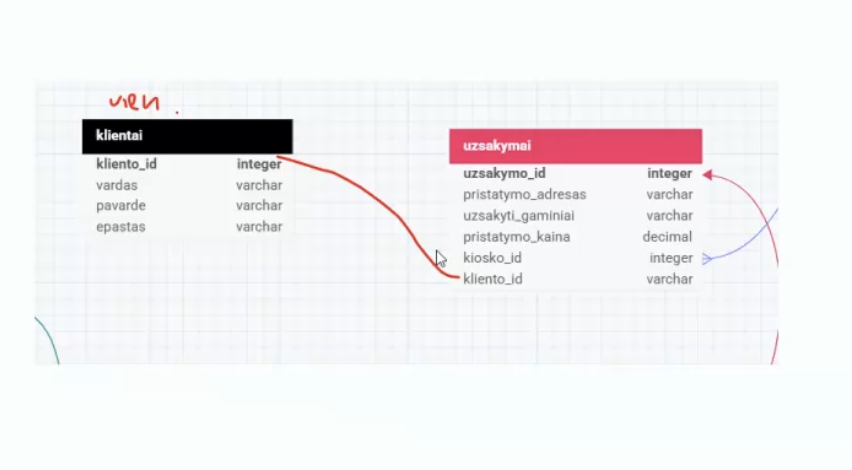 vien
klientai
kliento_id integer
vardas varchar
pavarde varchar
epastas varchar
uzsakymai
uzsakymo_id integer
pristatymo_adresas varchar
uzsakyti_gaminiai varchar
pristatymo_kaina decimal
kiosko_id integer
kliento_id varchar